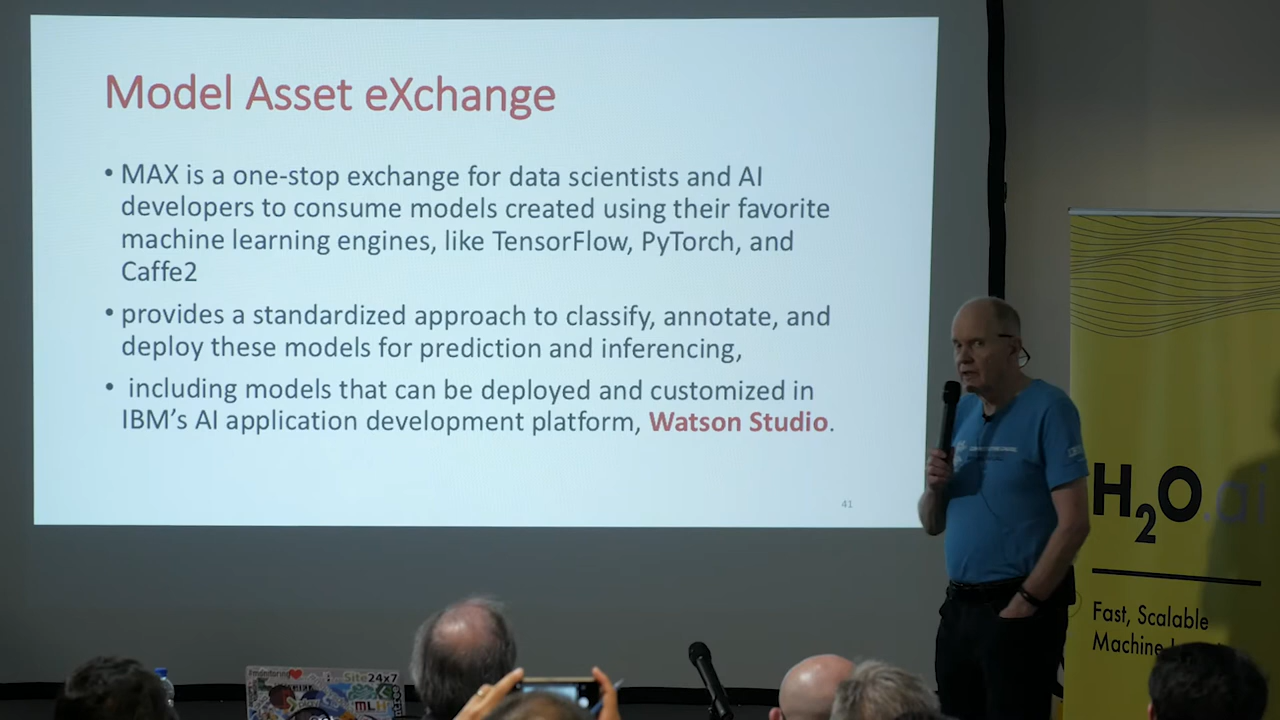 Model Asset eXchange
• MAX is a one-stop exchange for data scientists and AI
developers to consume models created using their favorite
machine learning engines, like TensorFlow, PyTorch, and
Caffe2
• provides a standardized approach to classify, annotate, and
deploy these models for prediction and inferencing,
• including models that can be deployed and customized in
IBM's AI application development platform, Watson Studio.
41
H2O.ai
Fast, Scalable
Machine
Site24x7
MLH